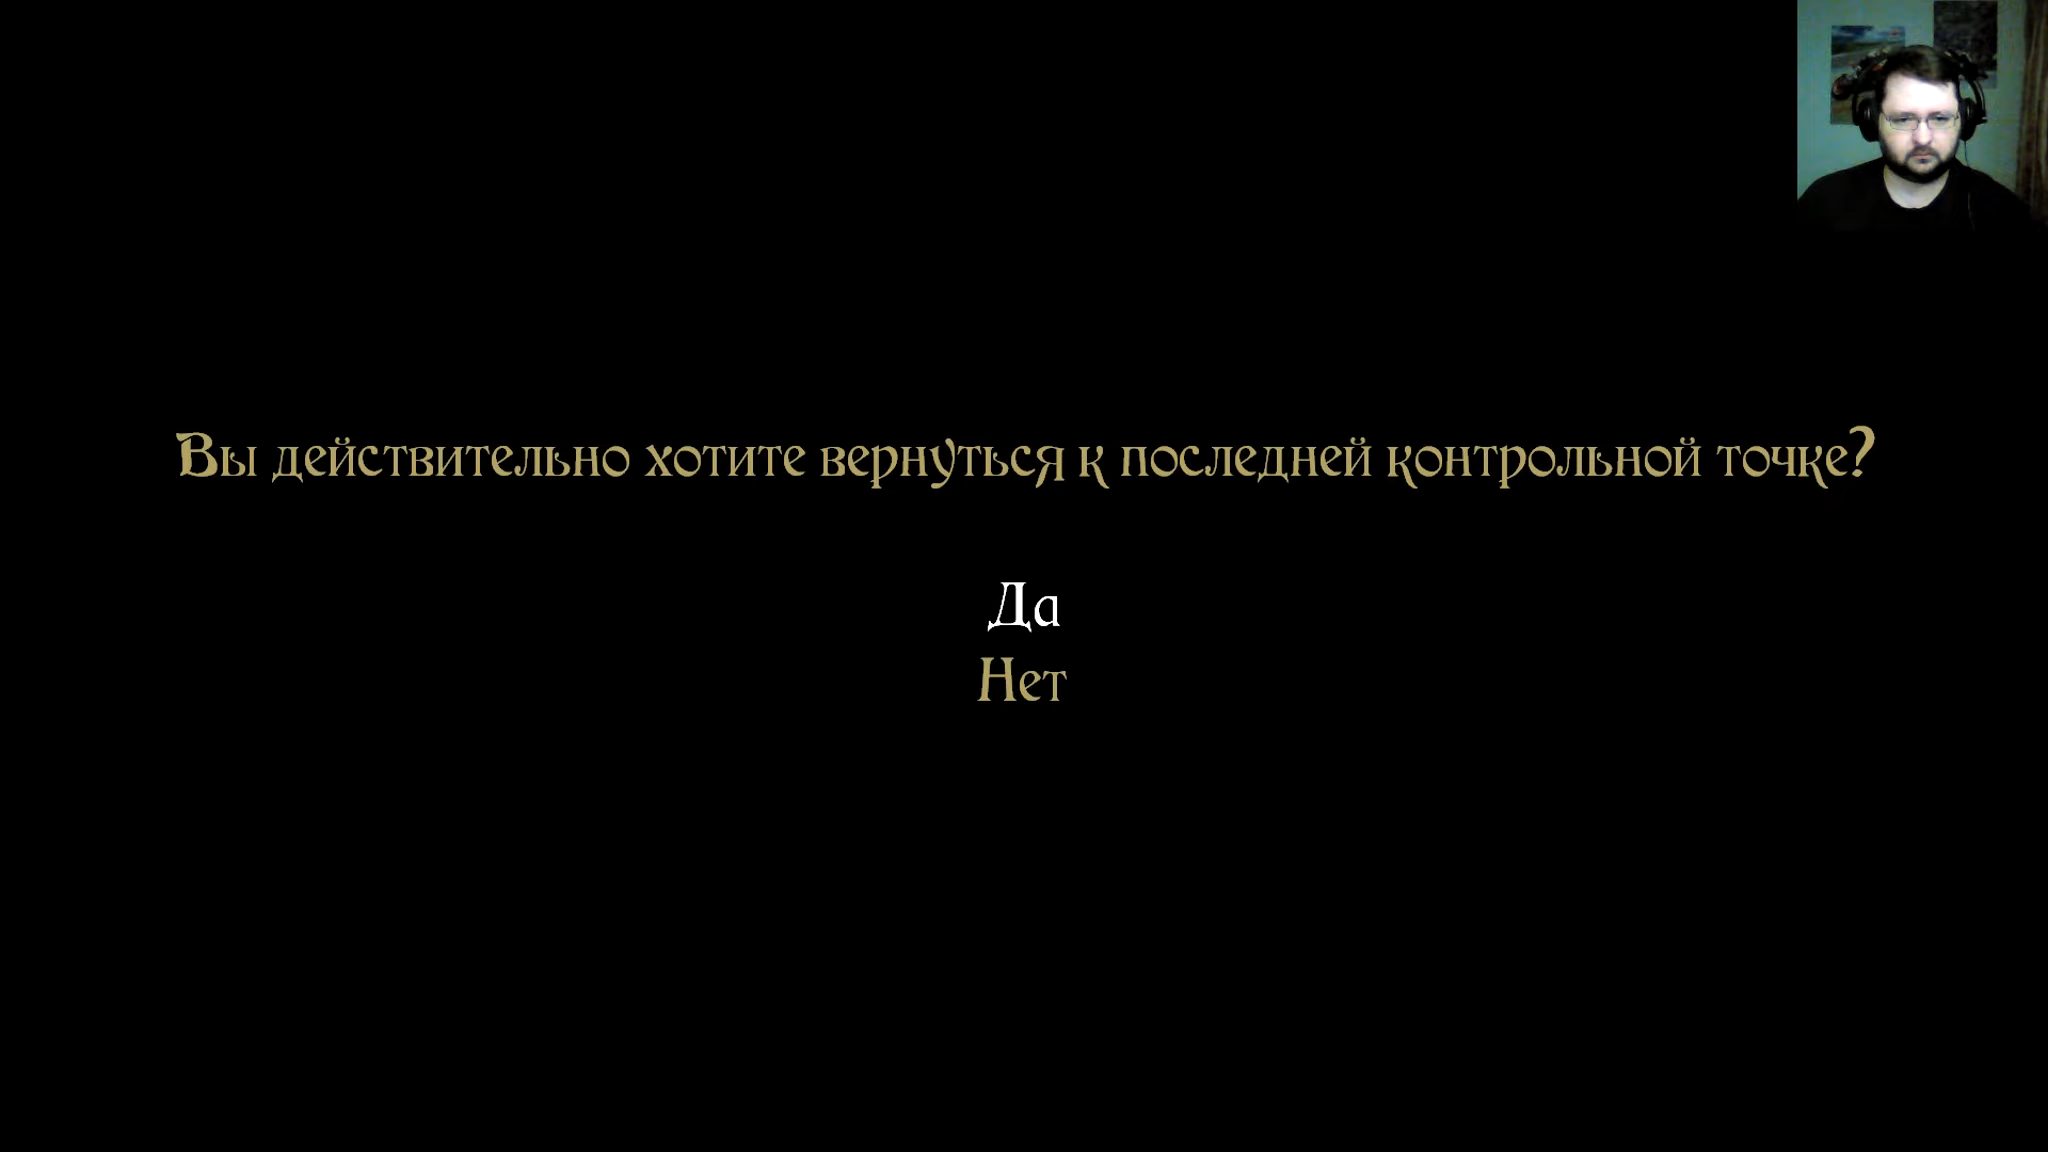 Вы действительно хотите вернуться к последней контрольной точке?
Да
Нет